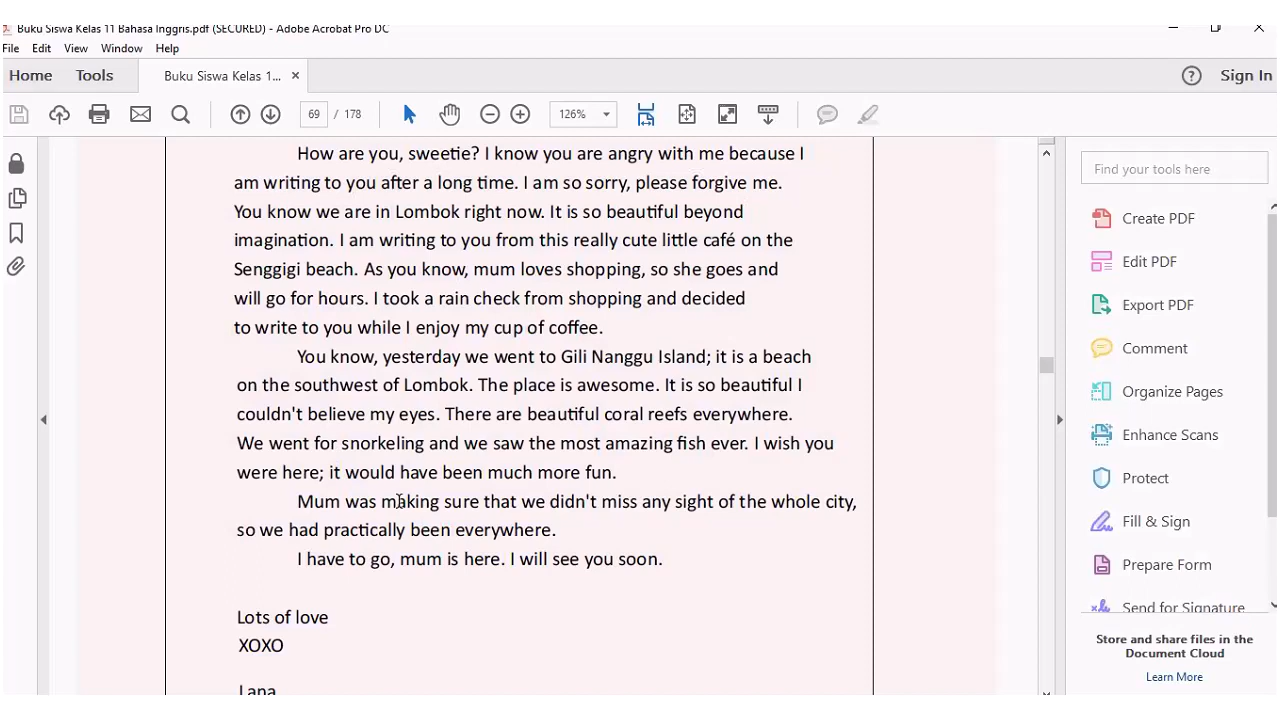 Buku Siswa Kelas 11 Bahasa Inggris.pdf (SECURED) - Adobe Acrobat Pro DC
File Edit View Window Help
Home Tools Buku Siswa Kelas 1... × Sign In
69 / 178 126%
How are you, sweetie? I know you are angry with me because I
am writing to you after a long time. I am so sorry, please forgive me.
You know we are in Lombok right now. It is so beautiful beyond
imagination. I am writing to you from this really cute little café on the
Senggigi beach. As you know, mum loves shopping, so she goes and
will go for hours. I took a rain check from shopping and decided
to write to you while I enjoy my cup of coffee.
You know, yesterday we went to Gili Nanggu Island; it is a beach
on the southwest of Lombok. The place is awesome. It is so beautiful I
couldn't believe my eyes. There are beautiful coral reefs everywhere.
We went for snorkeling and we saw the most amazing fish ever. I wish you
were here; it would have been much more fun.
Mum was making sure that we didn't miss any sight of the whole city,
so we had practically been everywhere.
I have to go, mum is here. I will see you soon.
Lots of love
XOXO
Lana
Find your tools here
Create PDF
Edit PDF
Export PDF
Comment
Organize Pages
Enhance Scans
Protect
Fill & Sign
Prepare Form
Send for Signature
Store and share files in the
Document Cloud
Learn More